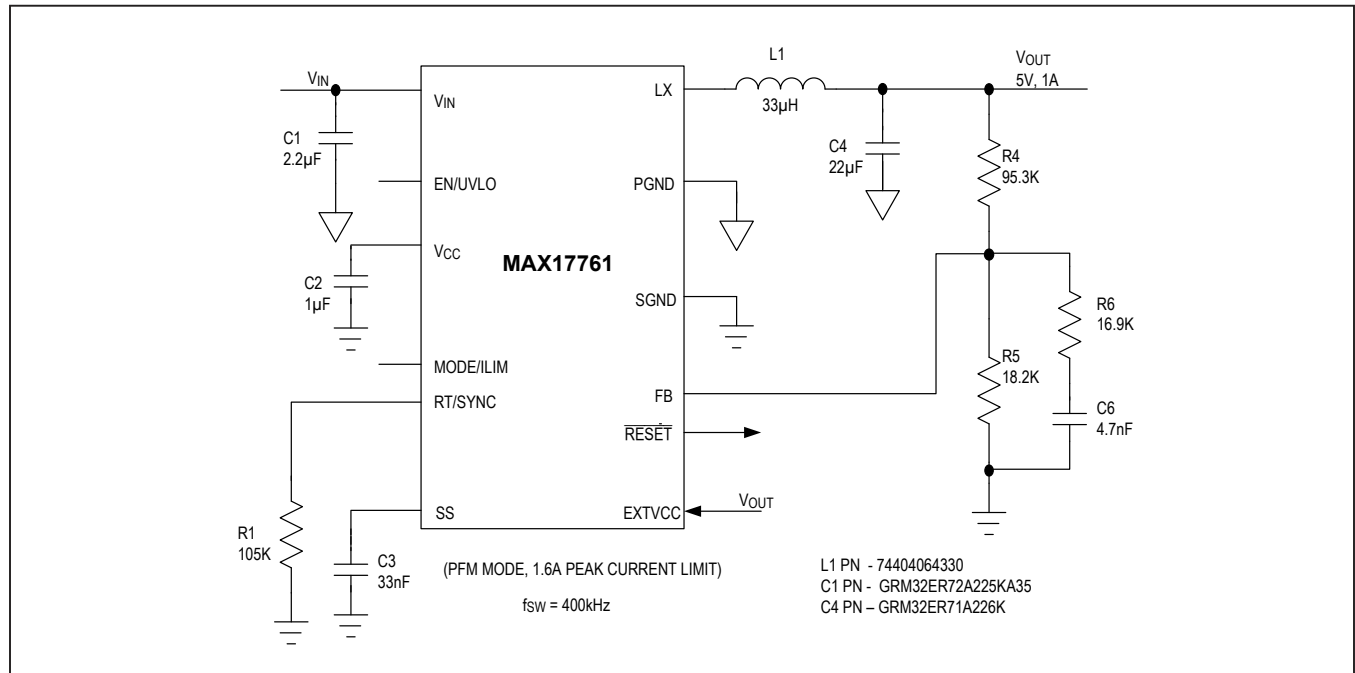 VIN
C1
2.2µF
VIN
EN/UVLO
VCC
C2
1µF
MODE/ILIM
RT/SYNC
R1
105K
SS
C3
33nF
MAX17761
LX
PGND
SGND
FB
RESET
EXTVCC
VOUT
L1
33µH
C4
22µF
VOUT
5V, 1A
R4
95.3K
R5
18.2K
R6
16.9K
C6
4.7nF
(PFM MODE, 1.6A PEAK CURRENT LIMIT)
fSW = 400kHz
L1 PN - 74404064330
C1 PN - GRM32ER72A225KA35
C4 PN – GRM32ER71A226K